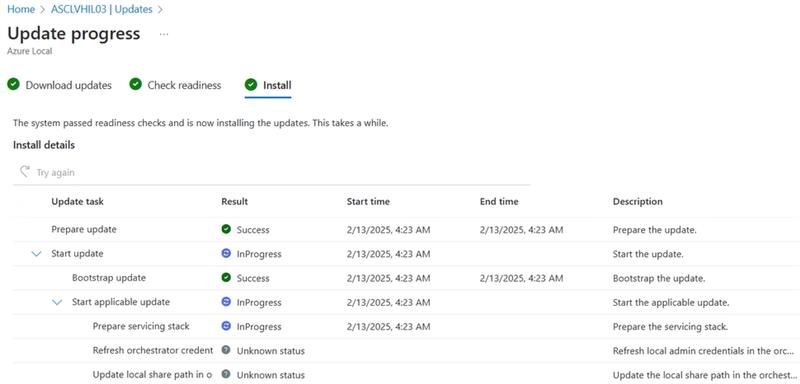 Home > ASCLVHIL03 | Updates >
Update progress ...
Azure Local
Download updates Check readiness Install
The system passed readiness checks and is now installing the updates. This takes a while.
Install details
Try again
Update task Result Start time End time Description
Prepare update Success 2/13/2025, 4:23 AM 2/13/2025, 4:23 AM Prepare the update.
Start update InProgress 2/13/2025, 4:23 AM Start the update.
Bootstrap update Success 2/13/2025, 4:23 AM 2/13/2025, 4:23 AM Bootstrap the update.
Start applicable update InProgress 2/13/2025, 4:23 AM Start the applicable update.
Prepare servicing stack InProgress 2/13/2025, 4:23 AM Prepare the servicing stack.
Refresh orchestrator credent ? Unknown status Refresh local admin credentials in the orc...
Update local share path in o ? Unknown status Update the local share path in the orchest...